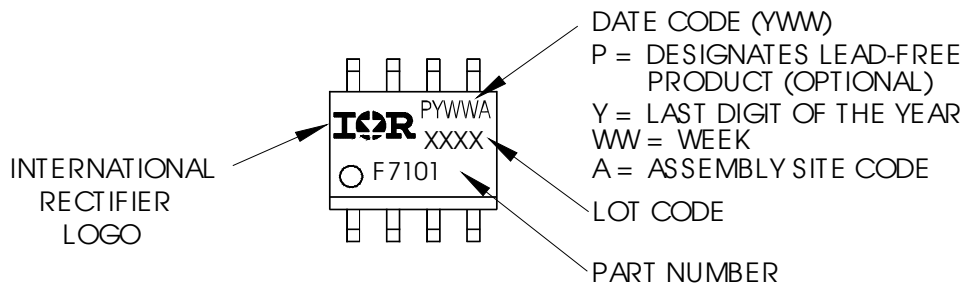 DATE CODE (YWW)
P = DESIGNATES LEAD-FREE
PRODUCT (OPTIONAL)
Y = LAST DIGIT OF THE YEAR
WW = WEEK
A = ASSEMBLY SITE CODE
LOT CODE
PART NUMBER
INTERNATIONAL
RECTIFIER
LOGO
IOR
PYWWA
XXXX
F7101